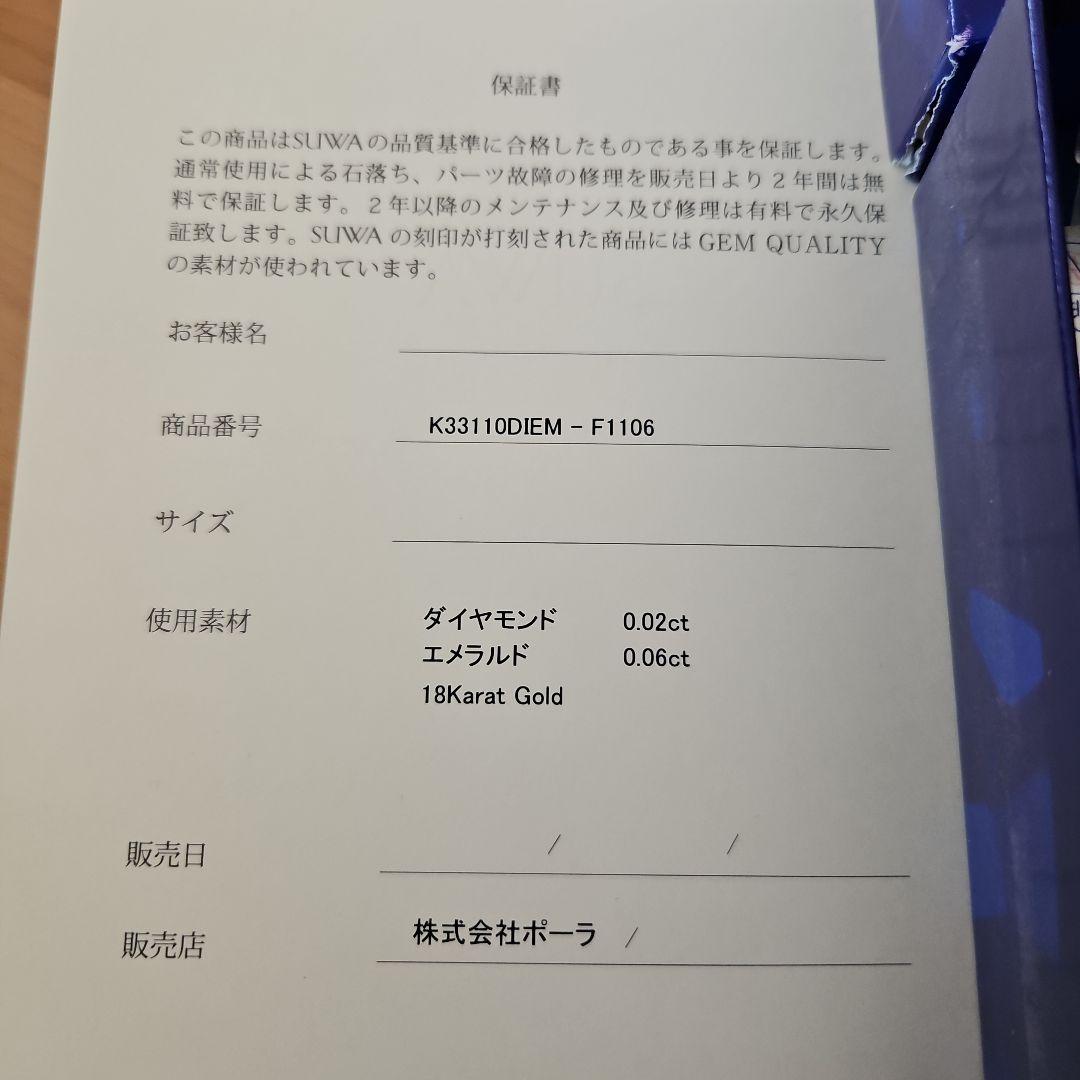 保証書
この商品はSUWAの品質基準に合格したものである事を保証します。
通常使用による石落ち、パーツ故障の修理を販売日より2年間は無
料で保証します。2年以降のメンテナンス及び修理は有料で永久保
証致します。SUWAの刻印が打刻された商品にはGEM QUALITY
の素材が使われています。
お客様名
商品番号 K33110DIEM - F1106
サイズ
使用素材 ダイヤモンド 0.02ct
エメラルド 0.06ct
18Karat Gold
販売日 / /
販売店 株式会社ポーラ /